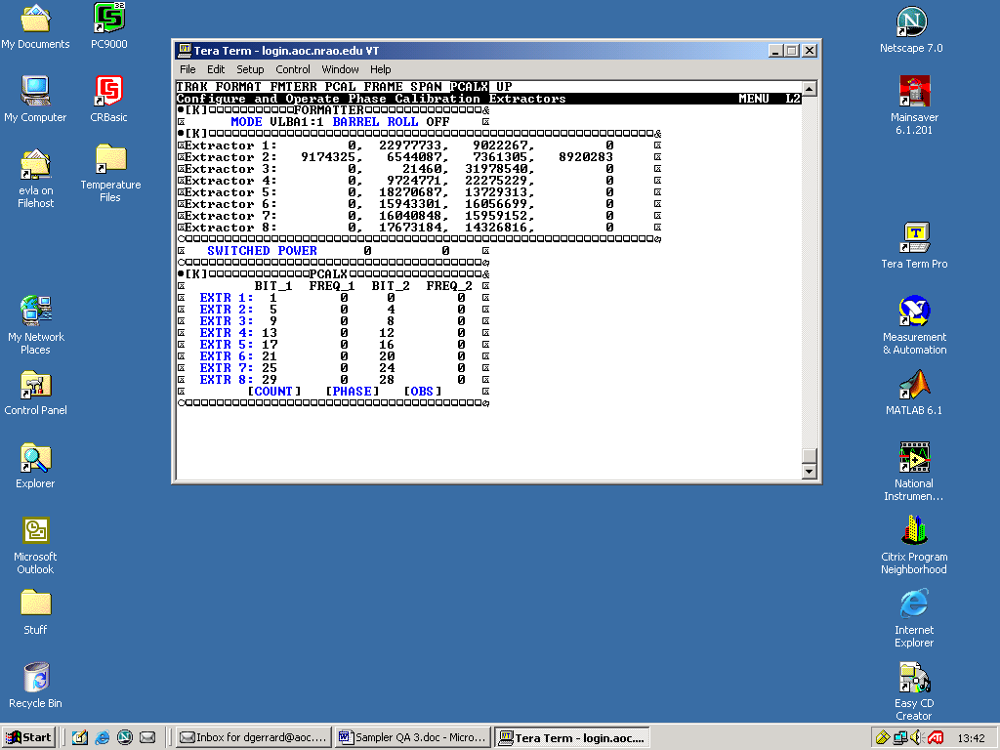 My Documents
PC9000
My Computer
CRBasic
evla on
Filehost
Temperature
Files
My Network
Places
Control Panel
Explorer
Microsoft
Outlook
Stuff
Recycle Bin
Tera Term - login.aoc.nrao.edu VT
File Edit Setup Control Window Help
TRAK FORMAT FMTERR PCAL FRAME SPAN PCALX UP
Configure and Operate Phase Calibration Extractors MENU L2
[K] FORMATTER &
MODE VLBA1:1 BARREL ROLL OFF
[K] &
Extractor 1: 0, 22977733, 9022267, 0
Extractor 2: 9174325, 6544087, 7361305, 8920283
Extractor 3: 0, 21460, 31978540, 0
Extractor 4: 0, 9724771, 22275229, 0
Extractor 5: 0, 18270687, 13729313, 0
Extractor 6: 0, 15943301, 16056699, 0
Extractor 7: 0, 16040848, 15959152, 0
Extractor 8: 0, 17673184, 14326816, 0
SWITCHED POWER 0 0
[K] PCALX &
BIT_1 FREQ_1 BIT_2 FREQ_2
EXTR 1: 1 0 0 0
EXTR 2: 5 0 4 0
EXTR 3: 9 0 8 0
EXTR 4: 13 0 12 0
EXTR 5: 17 0 16 0
EXTR 6: 21 0 20 0
EXTR 7: 25 0 24 0
EXTR 8: 29 0 28 0
[COUNT] [PHASE] [OBS]
Netscape 7.0
Mainsaver
6.1.201
Tera Term Pro
Measurement
& Automation
MATLAB 6.1
National
Instrumen...
Citrix Program
Neighborhood
Internet
Explorer
Easy CD
Creator
Start
Inbox for dgerrard@aoc....
Sampler QA 3.doc - Micro...
Tera Term - login.aoc....
13:42